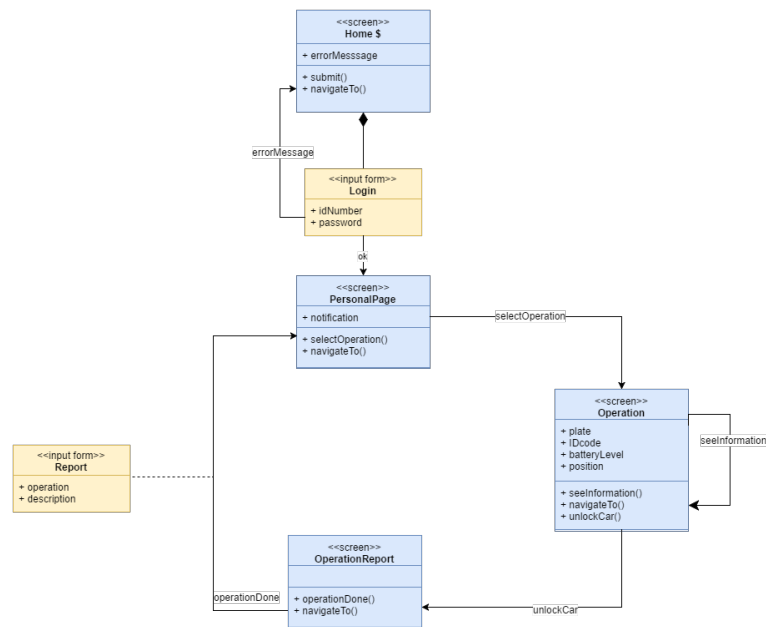 <<screen>>
Home $
+ errorMesssage
+ submit()
+ navigateTo()
errorMessage
<<input form>>
Login
+ idNumber
+ password
ok
<<screen>>
PersonalPage
+ notification
+ selectOperation()
+ navigateTo()
selectOperation
<<screen>>
Operation
+ plate
+ IDcode
+ batteryLevel
+ position
+ seeInformation()
+ navigateTo()
+ unlockCar()
seeInformation
<<input form>>
Report
+ operation
+ description
<<screen>>
OperationReport
+ operationDone()
+ navigateTo()
operationDone
unlockCar